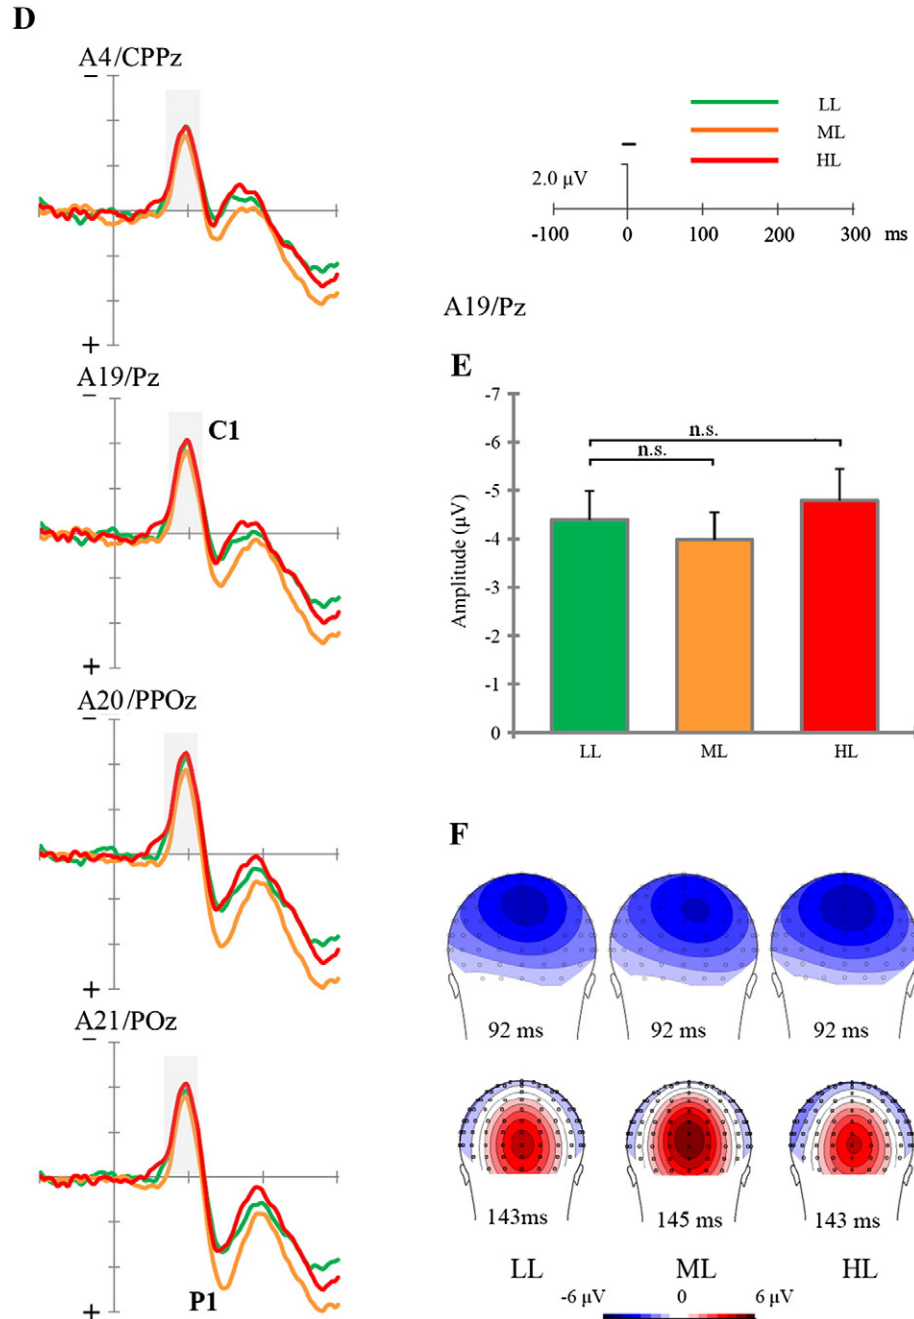 D
A4/CPPz
−
+
LL
ML
HL
2.0 µV
-100 0 100 200 300 ms
A19/Pz
−
C1
+
A20/PPOz
−
+
A21/POz
−
P1
+
A19/Pz
E
-7
-6
-5
-4
-3
-2
-1
0
Amplitude (µV)
n.s.
n.s.
LL ML HL
F
92 ms 92 ms 92 ms
143ms 145 ms 143 ms
LL ML HL
-6 µV 0 6 µV